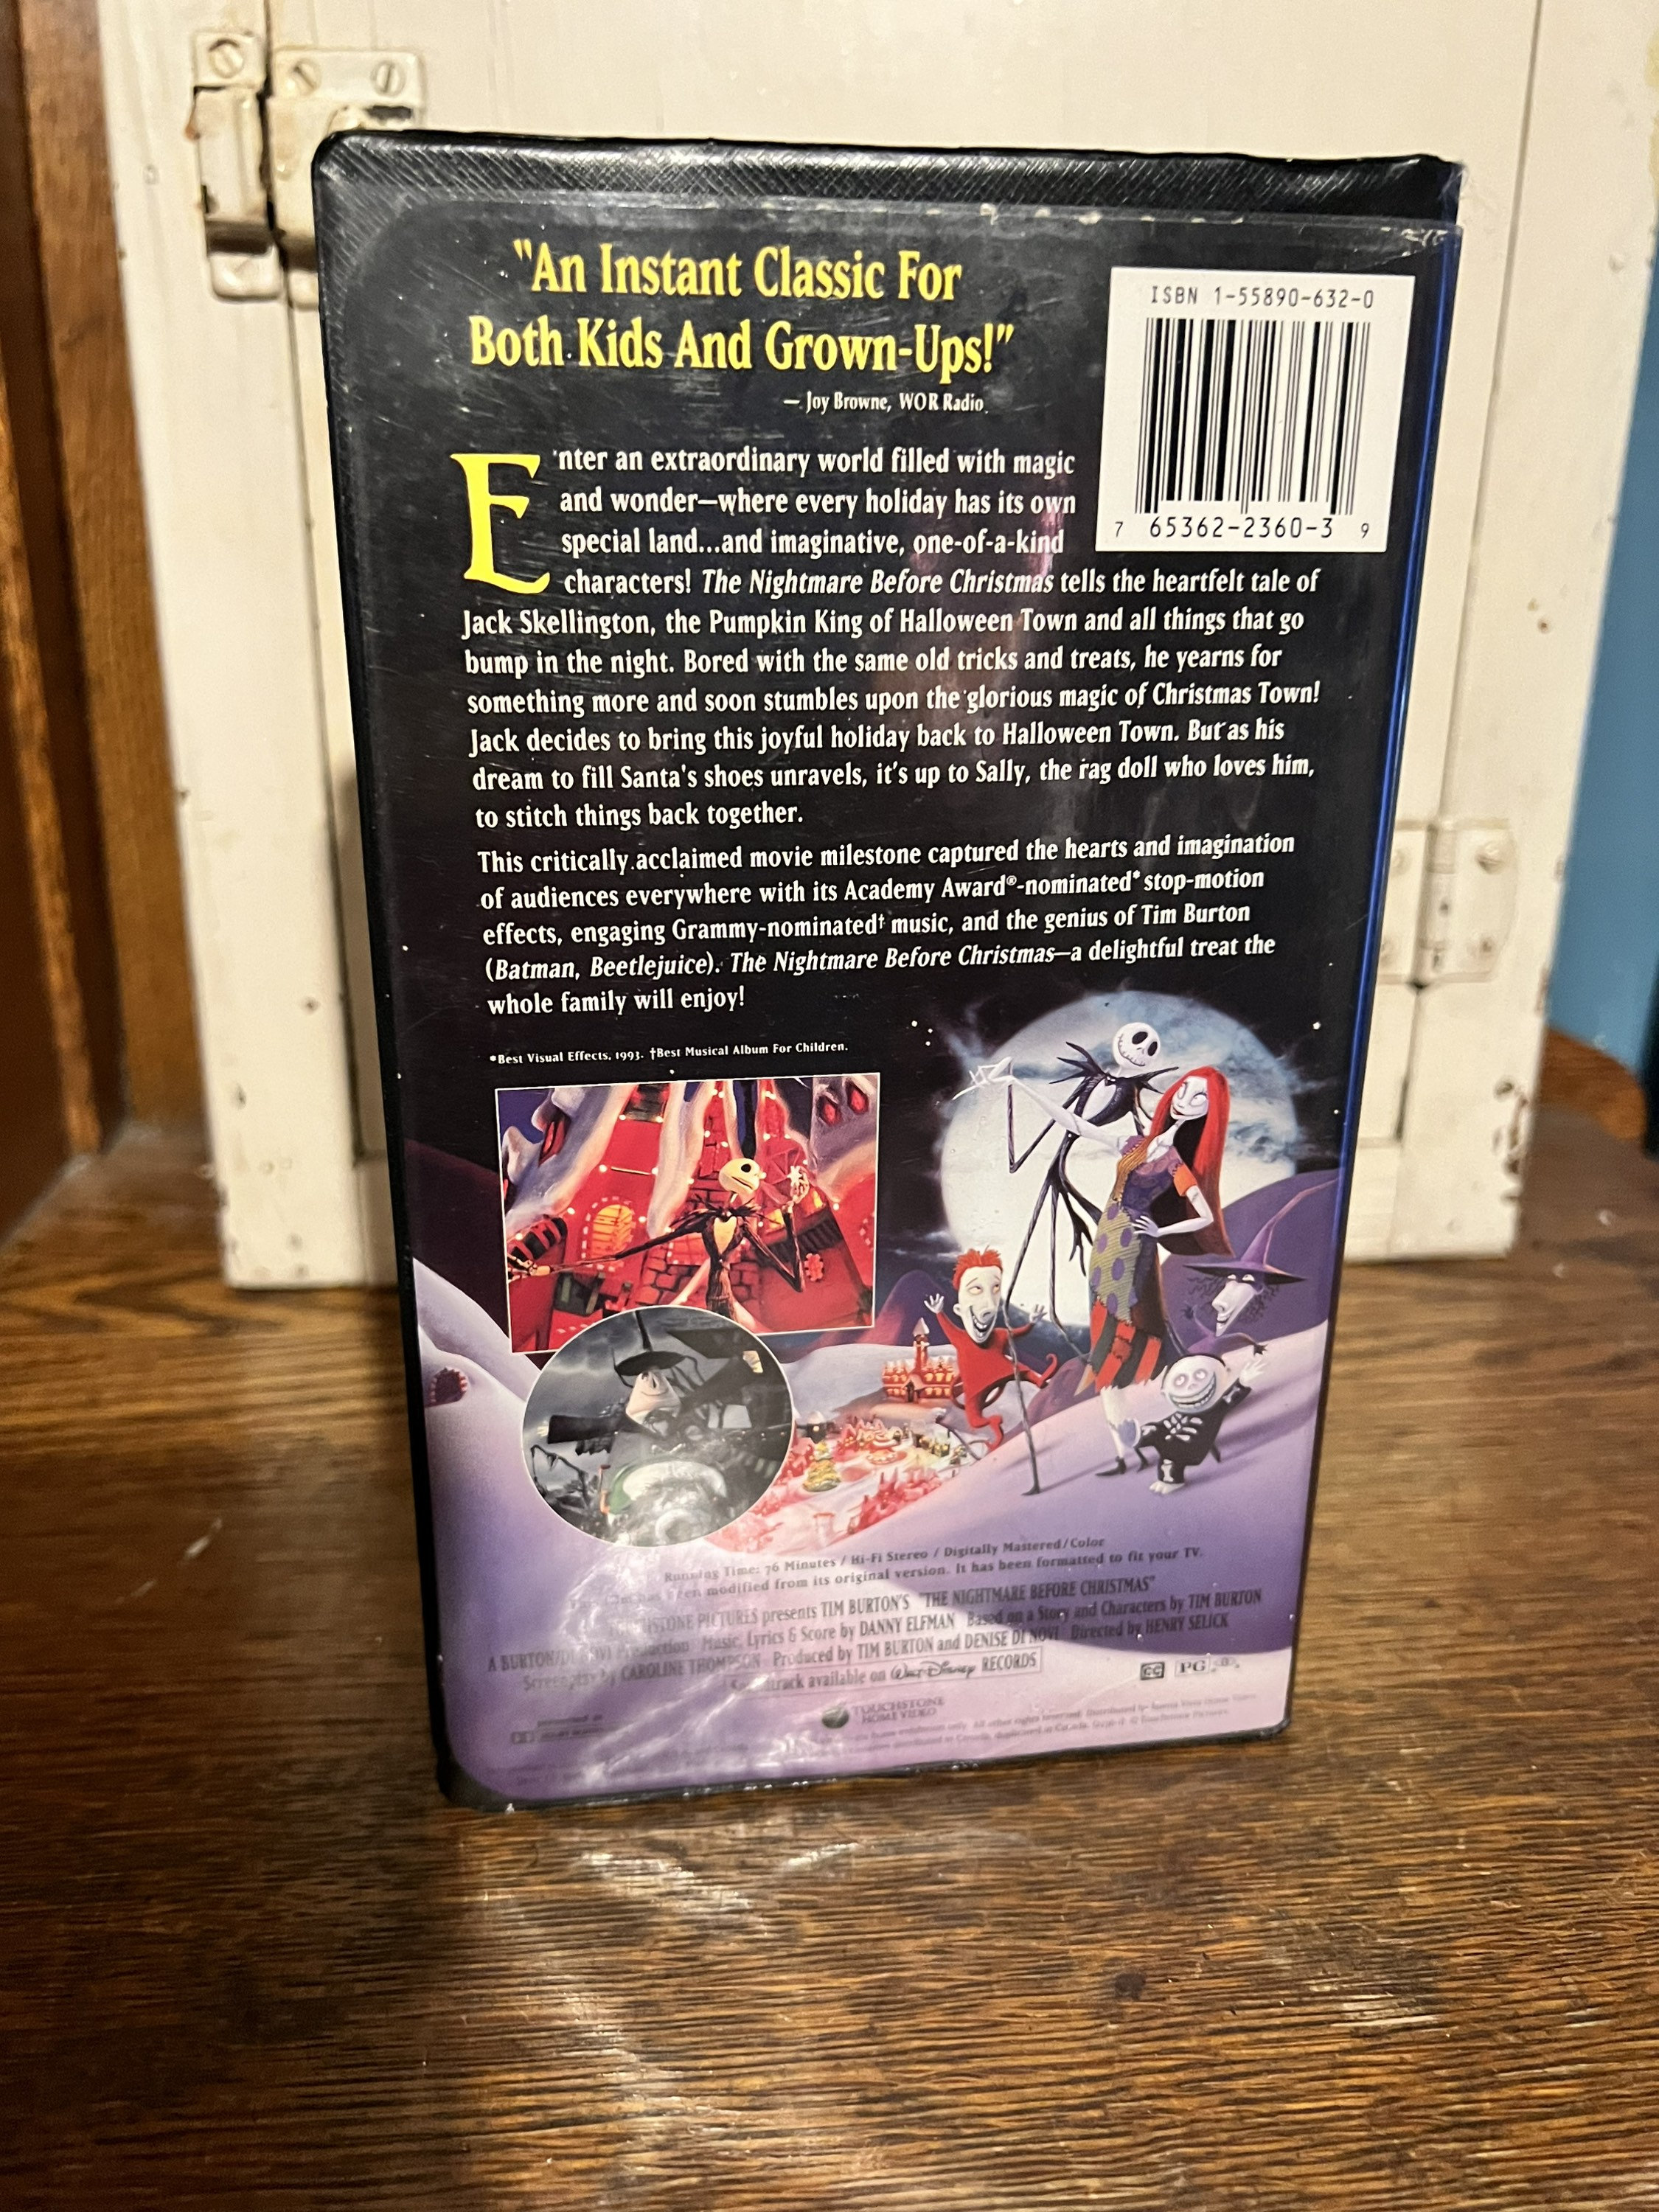 "An Instant Classic For
Both Kids And Grown-Ups!"
– Joy Browne, WOR Radio
ISBN 1-55890-632-0
7 65362-2360-3 9
Enter an extraordinary world filled with magic
and wonder—where every holiday has its own
special land...and imaginative, one-of-a-kind
characters! The Nightmare Before Christmas tells the heartfelt tale of
Jack Skellington, the Pumpkin King of Halloween Town and all things that go
bump in the night. Bored with the same old tricks and treats, he yearns for
something more and soon stumbles upon the glorious magic of Christmas Town!
Jack decides to bring this joyful holiday back to Halloween Town. But as his
dream to fill Santa's shoes unravels, it's up to Sally, the rag doll who loves him,
to stitch things back together.
This critically acclaimed movie milestone captured the hearts and imagination
of audiences everywhere with its Academy Award®-nominated* stop-motion
effects, engaging Grammy-nominated† music, and the genius of Tim Burton
(Batman, Beetlejuice). The Nightmare Before Christmas—a delightful treat the
whole family will enjoy!
*Best Visual Effects, 1993. †Best Musical Album For Children.
Running Time: 76 Minutes / Hi-Fi Stereo / Digitally Mastered/Color
been modified from its original version. It has been formatted to fit your TV.
TOUCHSTONE PICTURES presents TIM BURTON'S "THE NIGHTMARE BEFORE CHRISTMAS"
A BURTON/DI NOVI Production Music, Lyrics & Score by DANNY ELFMAN Based on a Story and Characters by TIM BURTON
Screenplay by CAROLINE THOMPSON Produced by TIM BURTON and DENISE DI NOVI Directed by HENRY SELICK
Soundtrack available on Walt Disney RECORDS
CC PG
TOUCHSTONE
HOME VIDEO